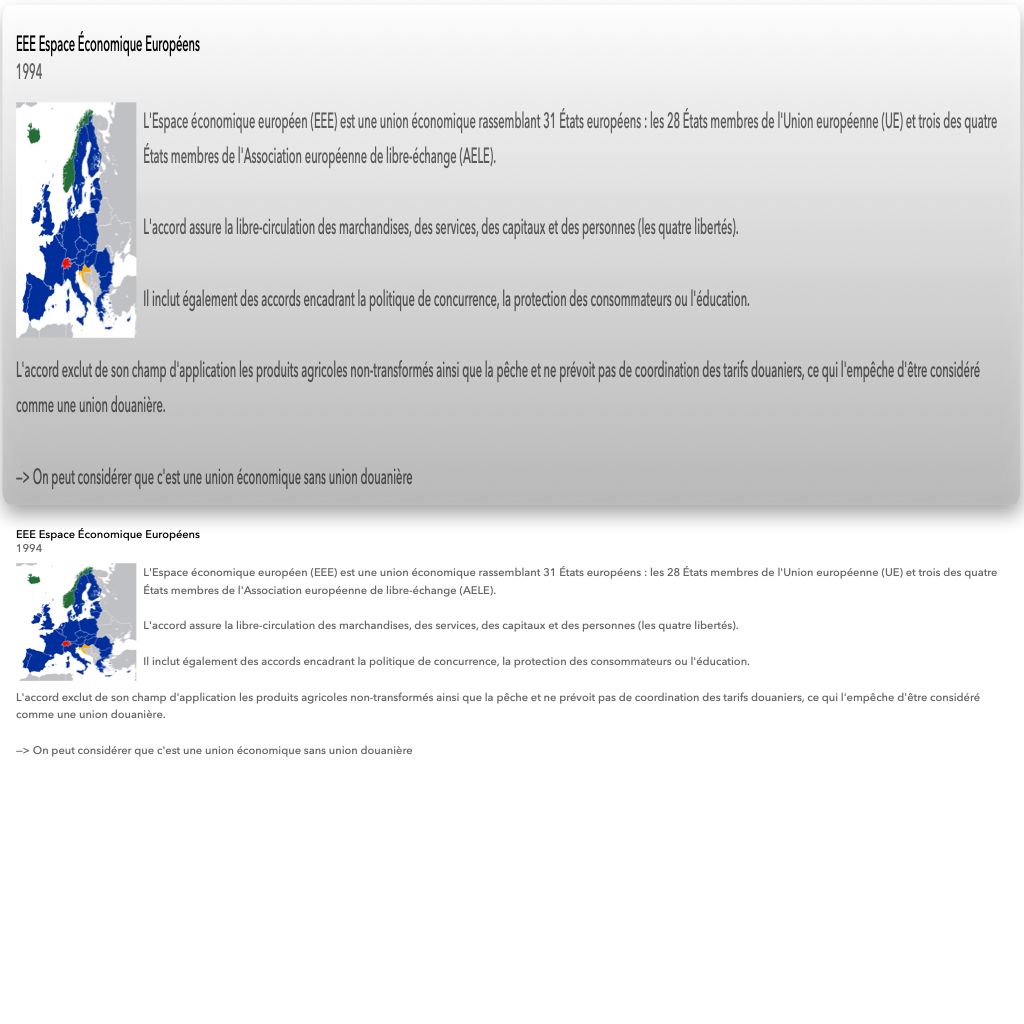 EEE Espace Économique Européens
1994
L'Espace économique européen (EEE) est une union économique rassemblant 31 États européens : les 28 États membres de l'Union européenne (UE) et trois des quatre
États membres de l'Association européenne de libre-échange (AELE).
L'accord assure la libre-circulation des marchandises, des services, des capitaux et des personnes (les quatre libertés).
Il inclut également des accords encadrant la politique de concurrence, la protection des consommateurs ou l'éducation.
L'accord exclut de son champ d'application les produits agricoles non-transformés ainsi que la pêche et ne prévoit pas de coordination des tarifs douaniers, ce qui l'empêche d'être considéré
comme une union douanière.
—> On peut considérer que c'est une union économique sans union douanière
EEE Espace Économique Européens
1994
L'Espace économique européen (EEE) est une union économique rassemblant 31 États européens : les 28 États membres de l'Union européenne (UE) et trois des quatre
États membres de l'Association européenne de libre-échange (AELE).
L'accord assure la libre-circulation des marchandises, des services, des capitaux et des personnes (les quatre libertés).
Il inclut également des accords encadrant la politique de concurrence, la protection des consommateurs ou l'éducation.
L'accord exclut de son champ d'application les produits agricoles non-transformés ainsi que la pêche et ne prévoit pas de coordination des tarifs douaniers, ce qui l'empêche d'être considéré
comme une union douanière.
—> On peut considérer que c'est une union économique sans union douanière